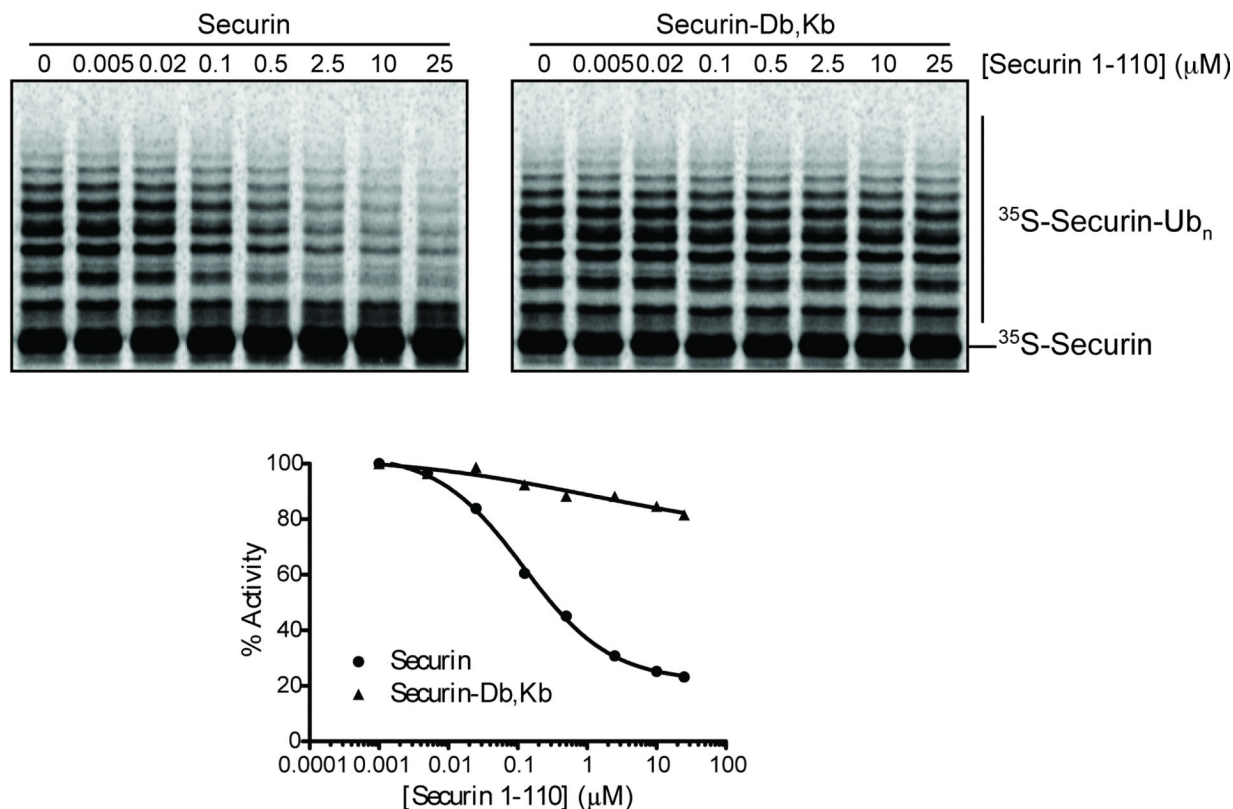 Securin Securin-Db,Kb
0 0.005 0.02 0.1 0.5 2.5 10 25 0 0.005 0.02 0.1 0.5 2.5 10 25 [Securin 1-110] (μM)
³⁵S-Securin-Ubₙ
³⁵S-Securin
100
80
60
40
20
0
% Activity
Securin
Securin-Db,Kb
0.0001 0.001 0.01 0.1 1 10 100
[Securin 1-110] (μM)